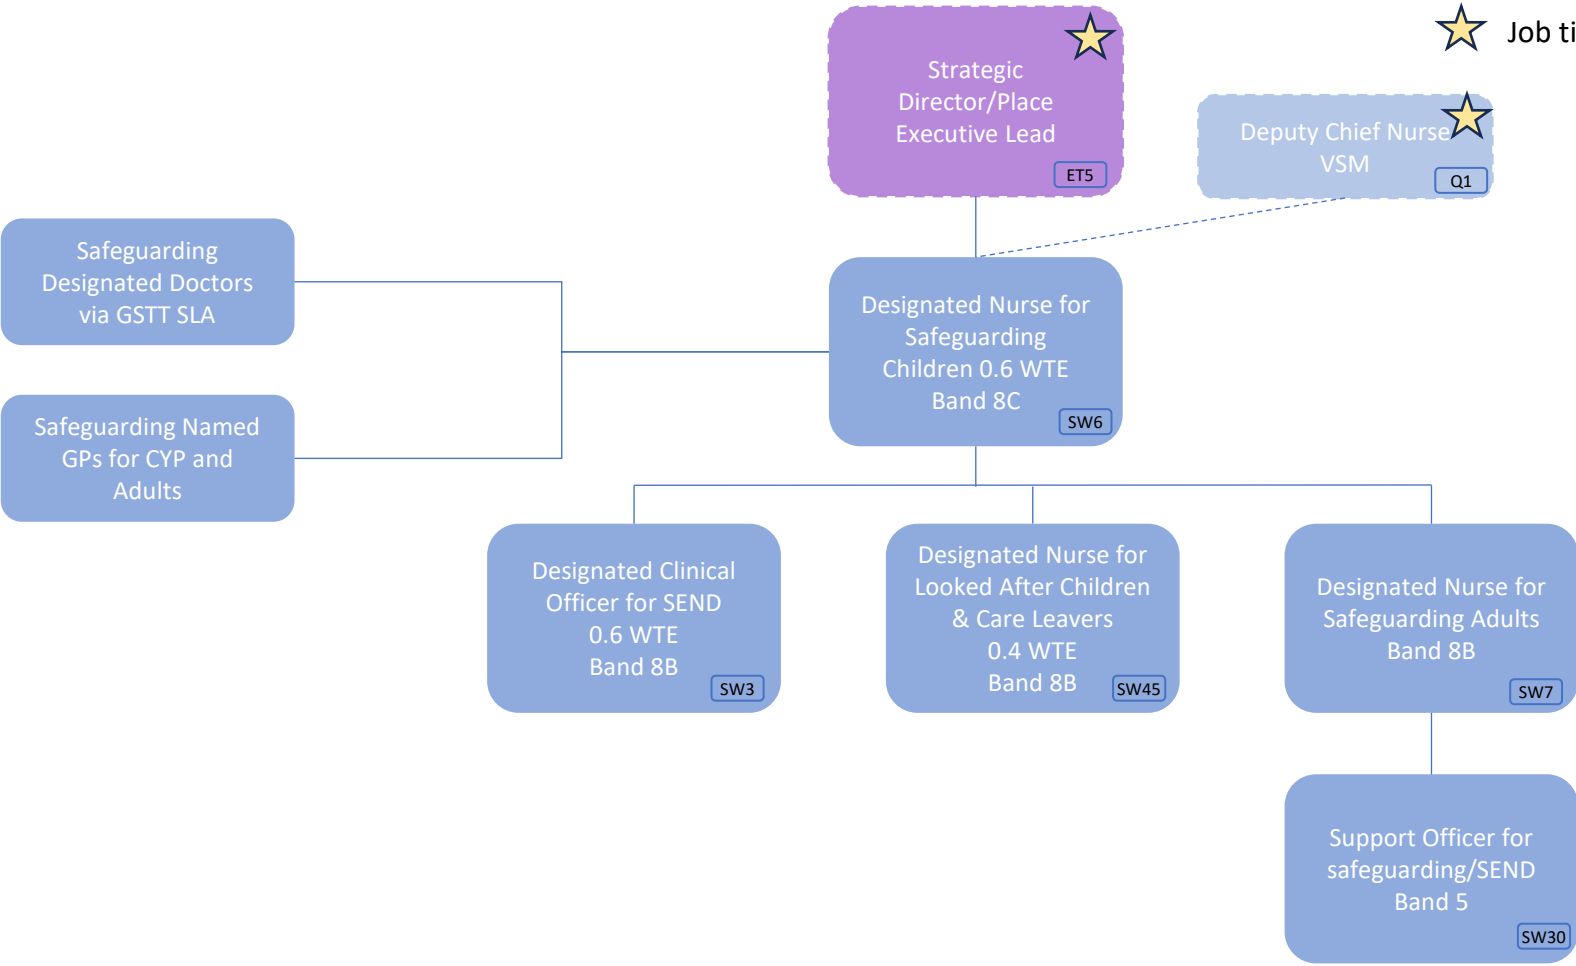 Job
Strategic
Director/Place
Executive Lead
ET5
Deputy Chief Nurse
VSM
Q1
Safeguarding
Designated Doctors
via GSTT SLA
Safeguarding Named
GPs for CYP and
Adults
Designated Nurse for
Safeguarding
Children 0.6 WTE
Band 8C
SW6
Designated Clinical
Officer for SEND
0.6 WTE
Band 8B
SW3
Designated Nurse for
Looked After Children
& Care Leavers
0.4 WTE
Band 8B
SW45
Designated Nurse for
Safeguarding Adults
Band 8B
SW7
Support Officer for
safeguarding/SEND
Band 5
SW30